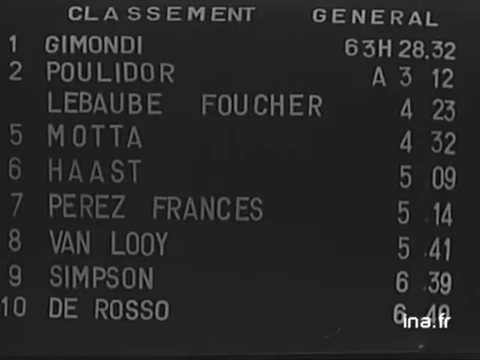 CLASSEMENT GENERAL
1 GIMONDI 63H 28.32
2 POULIDOR A 3 12
LEBAUBE FOUCHER 4 23
5 MOTTA 4 32
6 HAAST 5 09
7 PEREZ FRANCES 5 14
8 VAN LOOY 5 41
9 SIMPSON 6 39
10 DE ROSSO 6
ina.fr